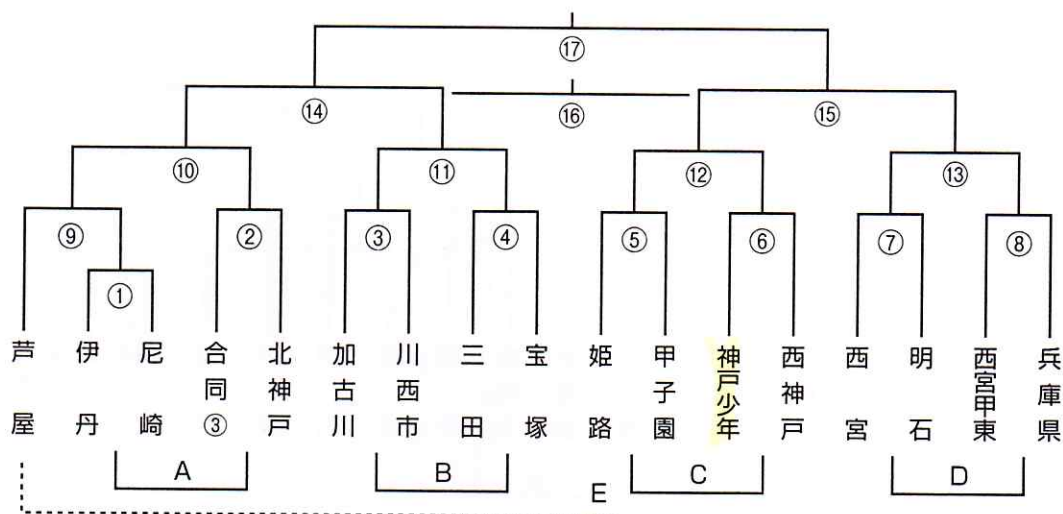 ⑰
⑭ ⑯ ⑮
⑩ ⑪ ⑫ ⑬
⑨ ② ③ ④ ⑤ ⑥ ⑦ ⑧
①
芦屋
伊丹
尼崎
合同③
北神戸
加古川
川西市
三田
宝塚
姫路
甲子園
神戸少年
西神戸
西宮
明石
西宮甲東
兵庫県
A B C D
E